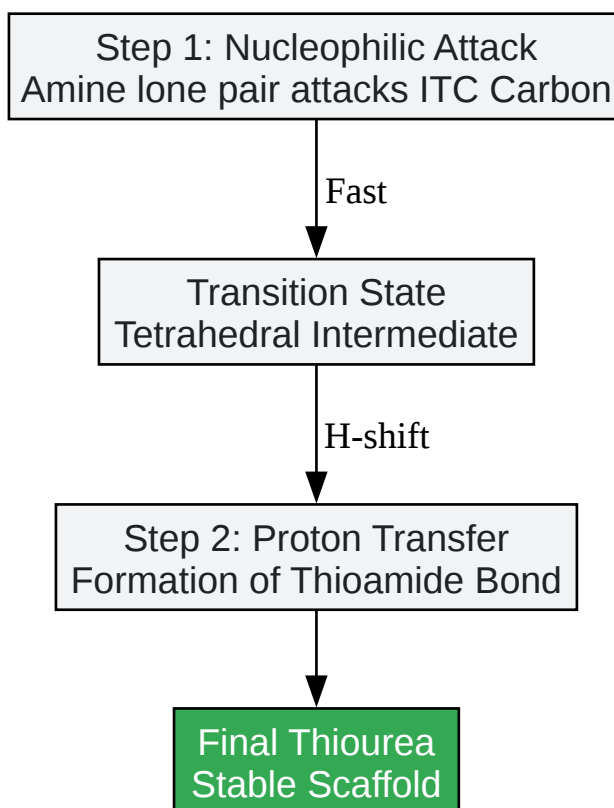 Step 1: Nucleophilic Attack
Amine lone pair attacks ITC Carbon
Fast
Transition State
Tetrahedral Intermediate
H-shift
Step 2: Proton Transfer
Formation of Thioamide Bond
Final Thiourea
Stable Scaffold